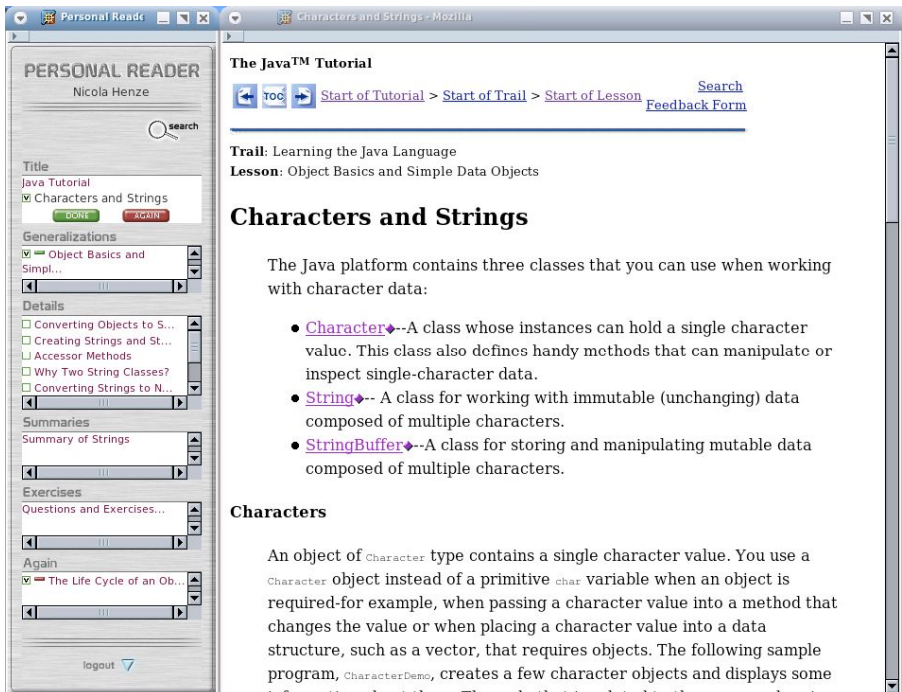 Personal Reade
PERSONAL READER
Nicola Henze
search
Title
Java Tutorial
Characters and Strings
DONE AGAIN
Generalizations
Object Basics and
Simpl...
Details
Converting Objects to S...
Creating Strings and St...
Accessor Methods
Why Two String Classes?
Converting Strings to N...
Summaries
Summary of Strings
Exercises
Questions and Exercises...
Again
The Life Cycle of an Ob...
logout
Characters and Strings - Mozilla
The Java™ Tutorial
TOC Start of Tutorial > Start of Trail > Start of Lesson
Search
Feedback Form
Trail: Learning the Java Language
Lesson: Object Basics and Simple Data Objects
Characters and Strings
The Java platform contains three classes that you can use when working
with character data:
● Character◆--A class whose instances can hold a single character
value. This class also defines handy methods that can manipulate or
inspect single-character data.
● String◆-- A class for working with immutable (unchanging) data
composed of multiple characters.
● StringBuffer◆--A class for storing and manipulating mutable data
composed of multiple characters.
Characters
An object of Character type contains a single character value. You use a
Character object instead of a primitive char variable when an object is
required-for example, when passing a character value into a method that
changes the value or when placing a character value into a data
structure, such as a vector, that requires objects. The following sample
program, CharacterDemo, creates a few character objects and displays some